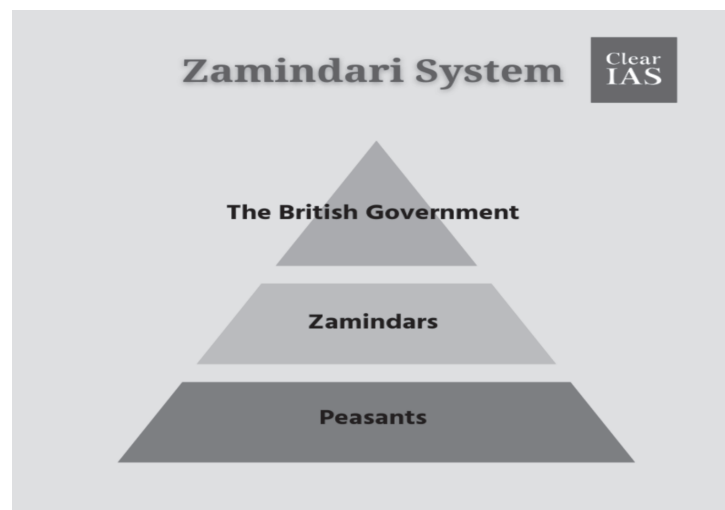 Zamindari System
Clear
IAS
The British Government
Zamindars
Peasants